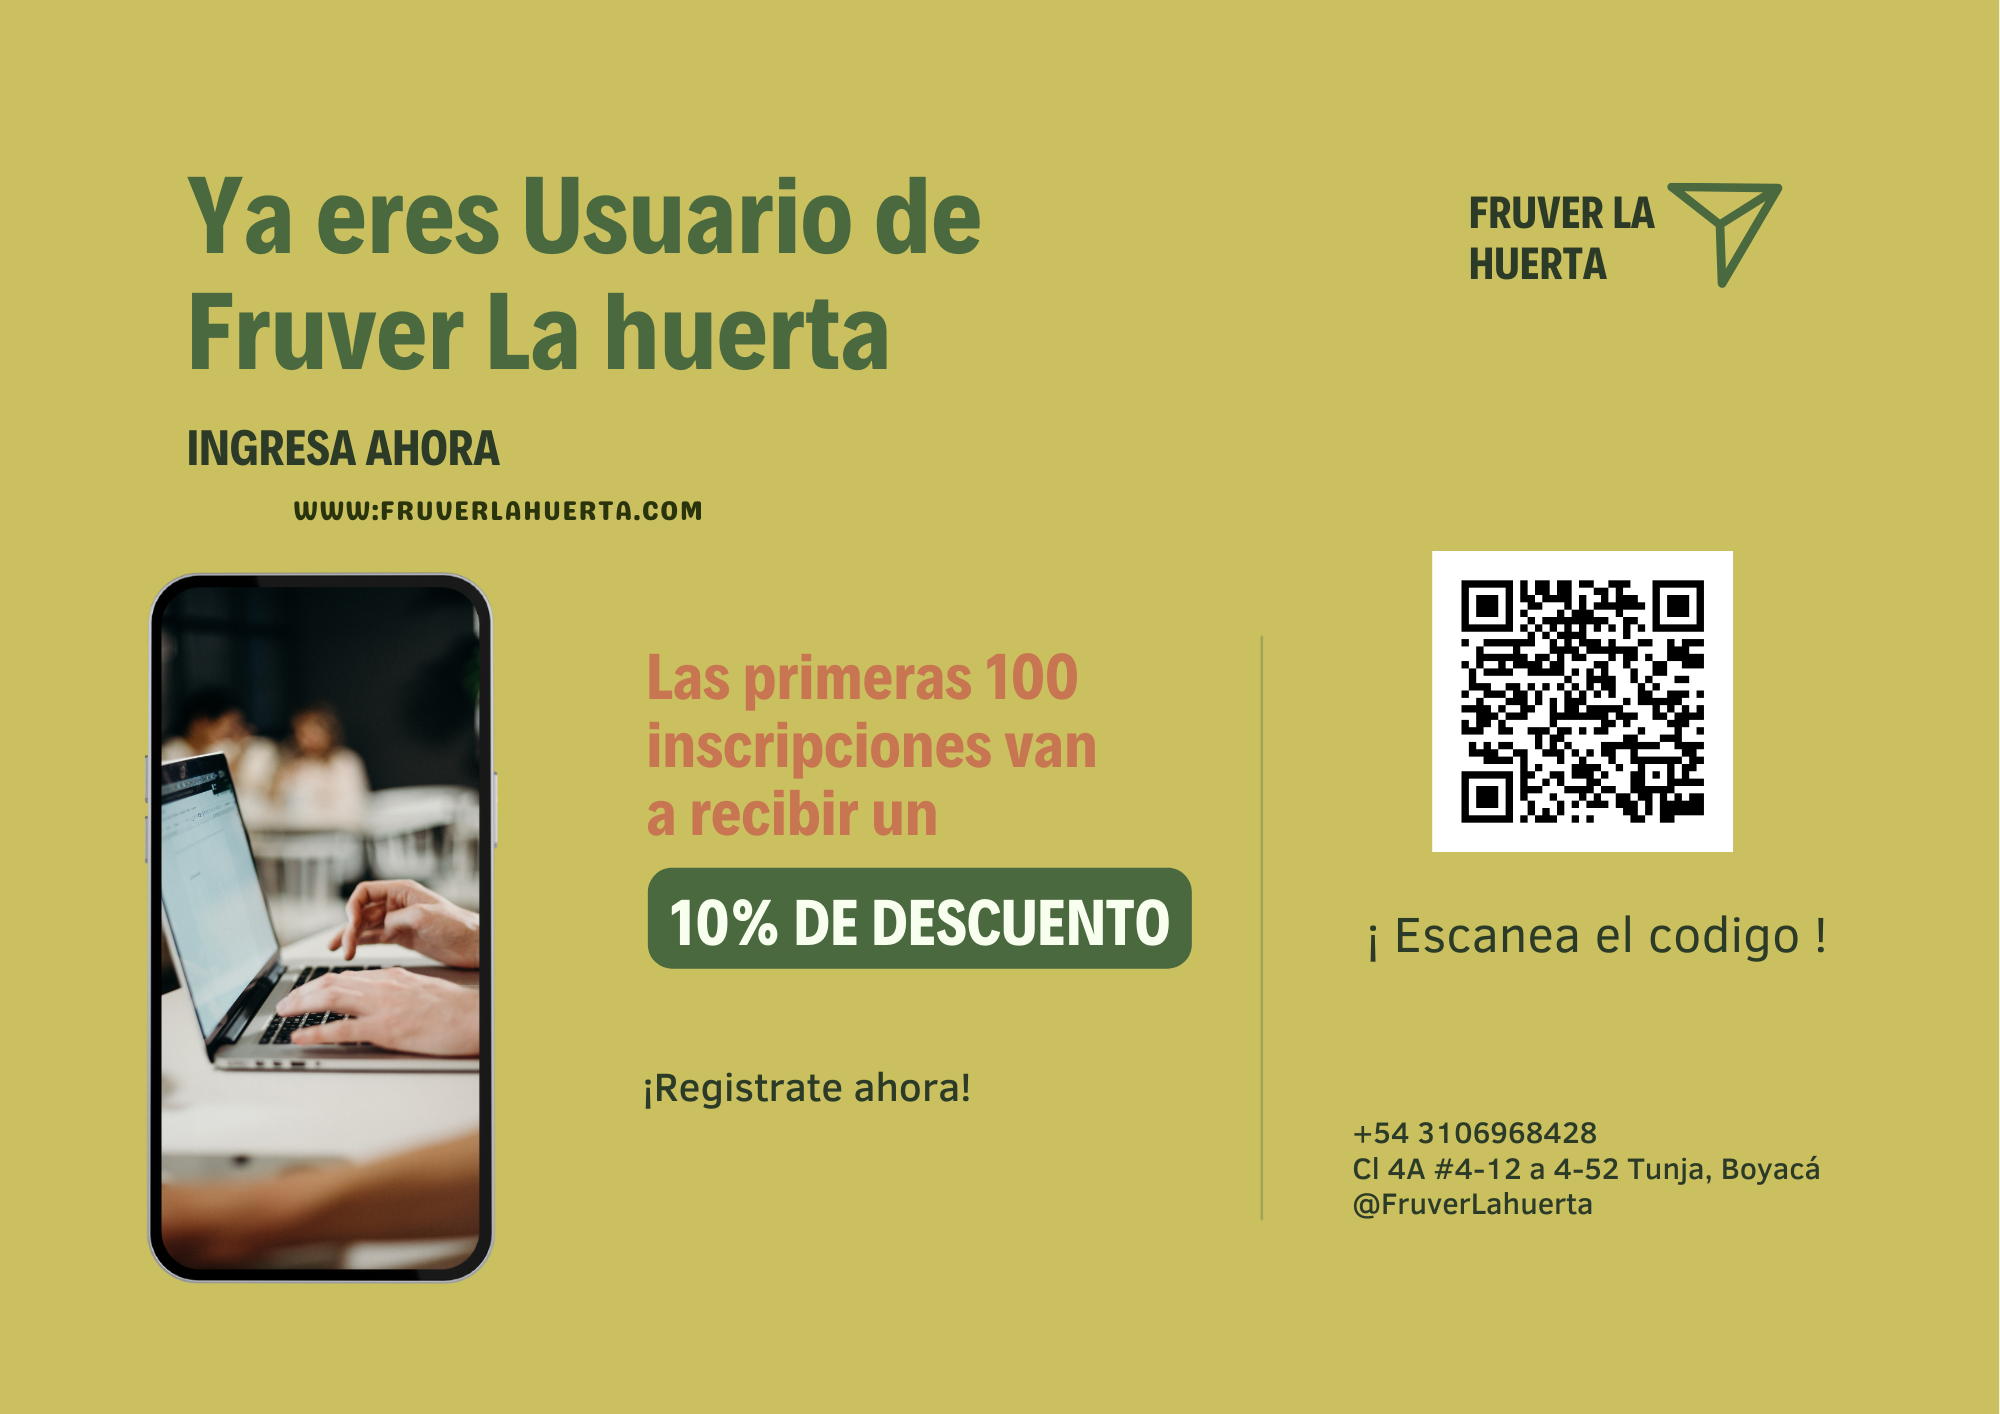 Ya eres Usuario de
Fruver La huerta
FRUVER LA
HUERTA
INGRESA AHORA
WWW:FRUVERLAHUERTA.COM
Las primeras 100
inscripciones van
a recibir un
10% DE DESCUENTO
¡Registrate ahora!
¡ Escanea el codigo !
+54 3106968428
Cl 4A #4-12 a 4-52 Tunja, Boyacá
@FruverLahuerta